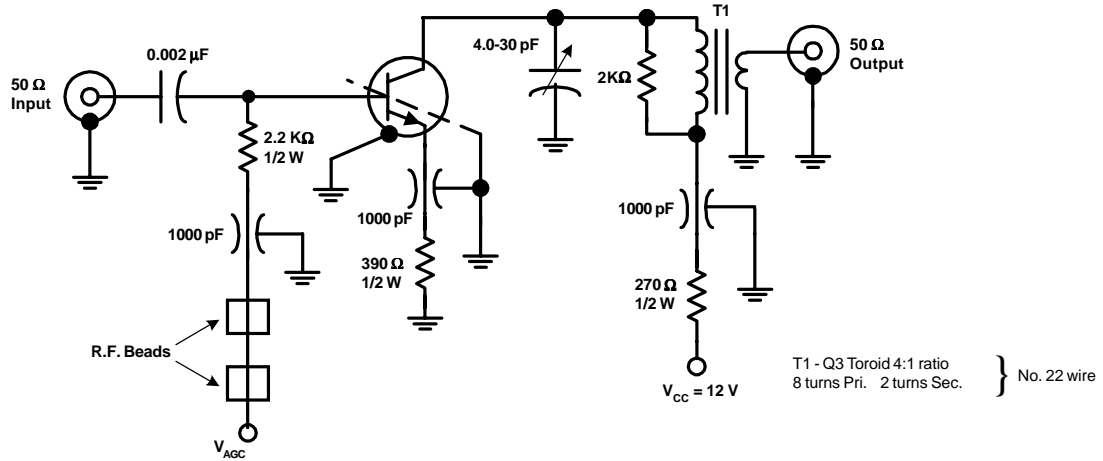 T1
4.0-30 pF
0.002 µF
50 Ω
Output
50 Ω
Input
2KΩ
2.2 KΩ
1/2 W
1000 pF
1000 pF
1000 pF
390 Ω
1/2 W
270 Ω
1/2 W
R.F. Beads
T1 - Q3 Toroid 4:1 ratio
8 turns Pri. 2 turns Sec.
} No. 22 wire
VCC = 12 V
VAGC